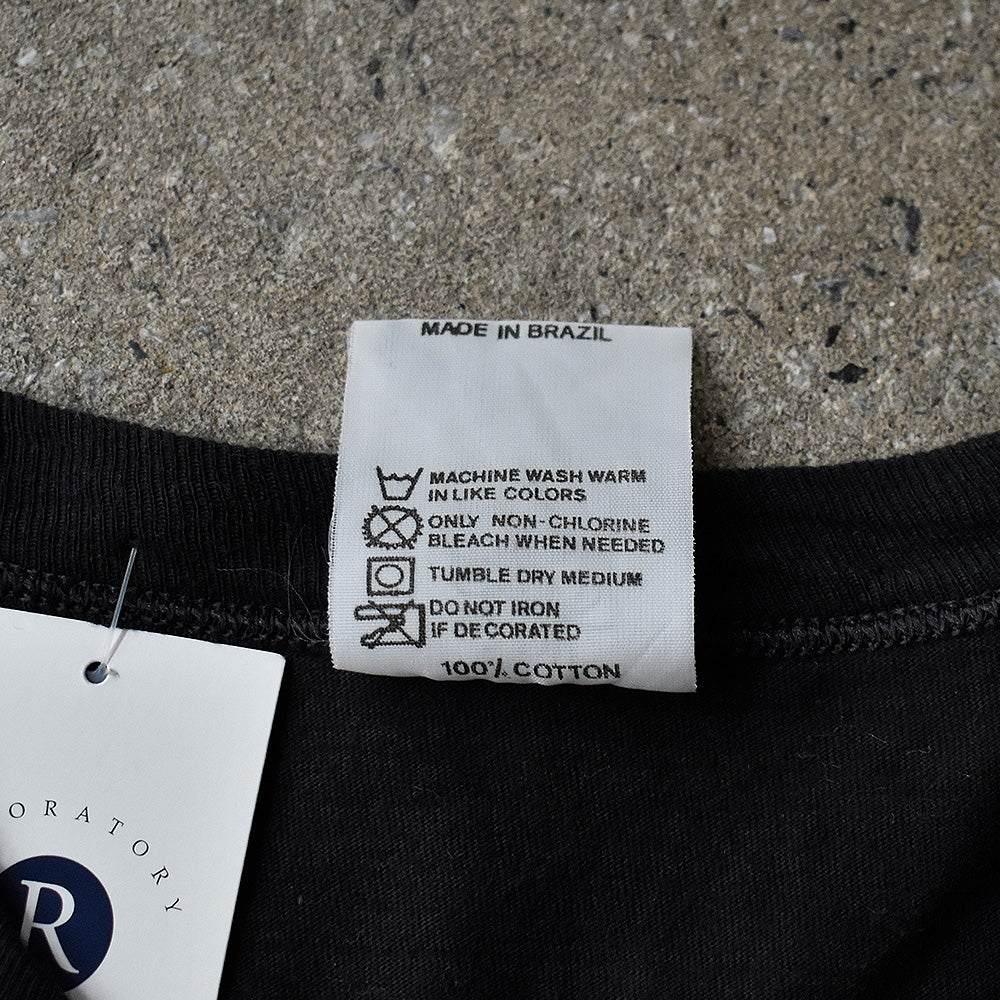 MADE IN BRAZIL
MACHINE WASH WARM
IN LIKE COLORS
ONLY NON-CHLORINE
BLEACH WHEN NEEDED
TUMBLE DRY MEDIUM
DO NOT IRON
IF DECORATED
100% COTTON
ORATORY
R